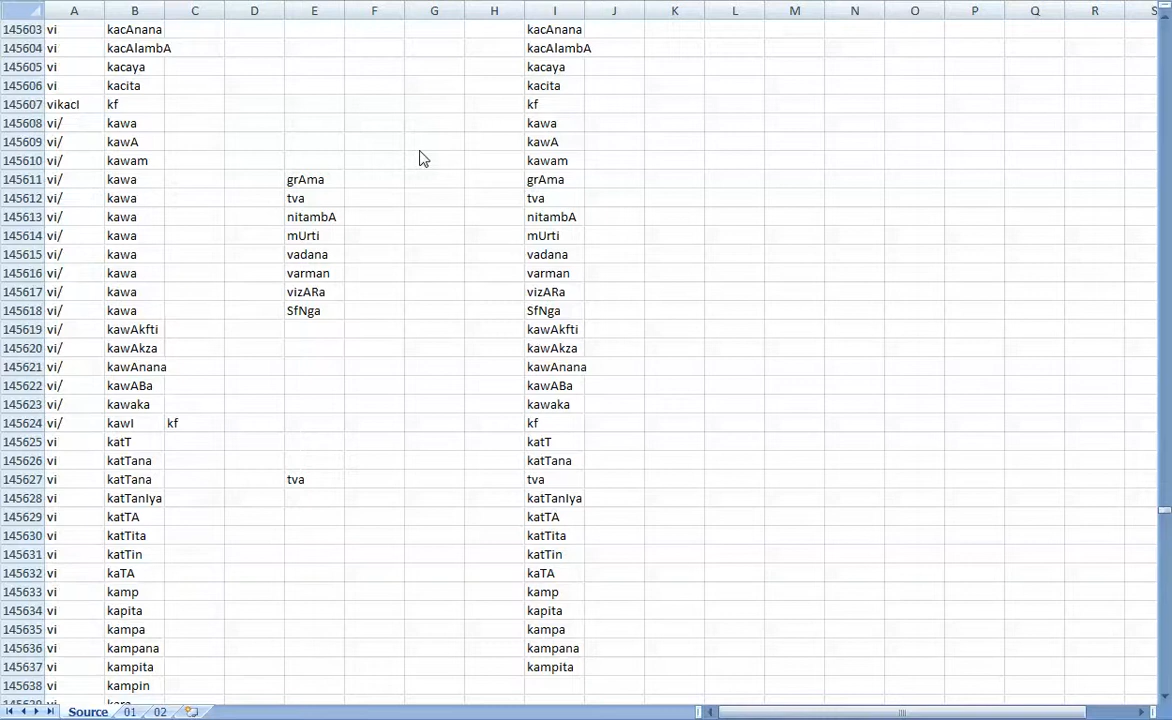 A B C D E F G H I J K L M N O P Q R S
145603 vi kacAnana kacAnana
145604 vi kacAlambA kacAlambA
145605 vi kacaya kacaya
145606 vi kacita kacita
145607 vikacI kf kf
145608 vi/ kawa kawa
145609 vi/ kawA kawA
145610 vi/ kawam kawam
145611 vi/ kawa grAma grAma
145612 vi/ kawa tva tva
145613 vi/ kawa nitambA nitambA
145614 vi/ kawa mUrti mUrti
145615 vi/ kawa vadana vadana
145616 vi/ kawa varman varman
145617 vi/ kawa vizARa vizARa
145618 vi/ kawa SfNga SfNga
145619 vi/ kawAkfti kawAkfti
145620 vi/ kawAkza kawAkza
145621 vi/ kawAnana kawAnana
145622 vi/ kawABa kawABa
145623 vi/ kawaka kawaka
145624 vi/ kawI kf kf
145625 vi katT katT
145626 vi katTana katTana
145627 vi katTana tva tva
145628 vi katTanIya katTanIya
145629 vi katTA katTA
145630 vi katTita katTita
145631 vi katTin katTin
145632 vi kaTA kaTA
145633 vi kamp kamp
145634 vi kapita kapita
145635 vi kampa kampa
145636 vi kampana kampana
145637 vi kampita kampita
145638 vi kampin
Source 01 02